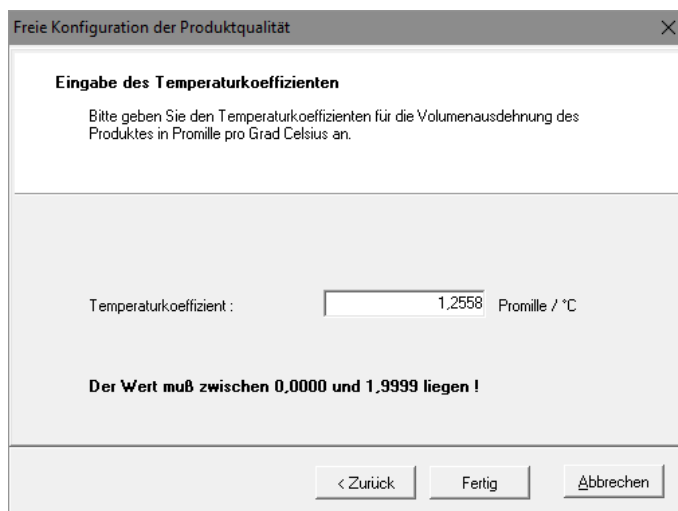 Freie Konfiguration der Produktqualität
Eingabe des Temperaturkoeffizienten
Bitte geben Sie den Temperaturkoeffizienten für die Volumenausdehnung des
Produktes in Promille pro Grad Celsius an.
Temperaturkoeffizient : 1,2558 Promille / °C
Der Wert muß zwischen 0,0000 und 1,9999 liegen !
< Zurück Fertig Abbrechen